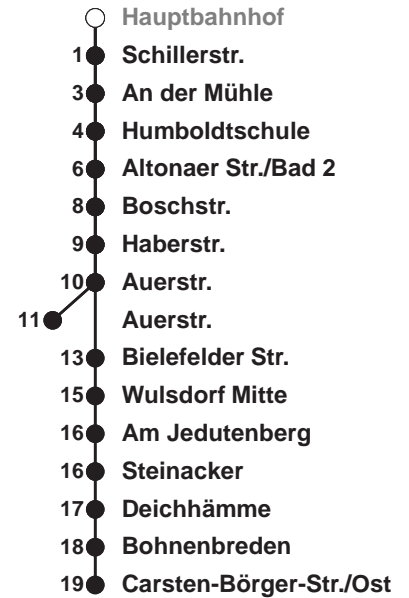 Hauptbahnhof
1 Schillerstr.
3 An der Mühle
4 Humboldtschule
6 Altonaer Str./Bad 2
8 Boschstr.
9 Haberstr.
10 Auerstr.
11 Auerstr.
13 Bielefelder Str.
15 Wulsdorf Mitte
16 Am Jedutenberg
16 Steinacker
17 Deichhämme
18 Bohnenbreden
19 Carsten-Börger-Str./Ost